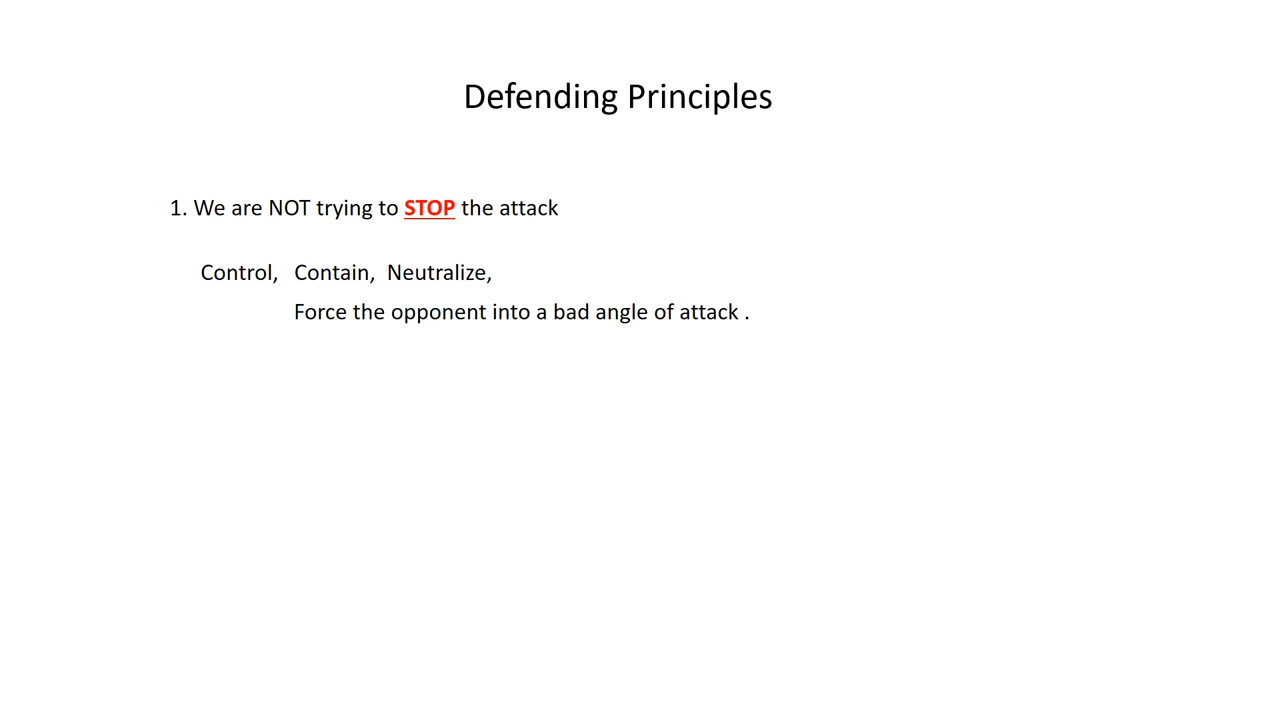 Defending Principles
1. We are NOT trying to STOP the attack
Control, Contain, Neutralize,
Force the opponent into a bad angle of attack .